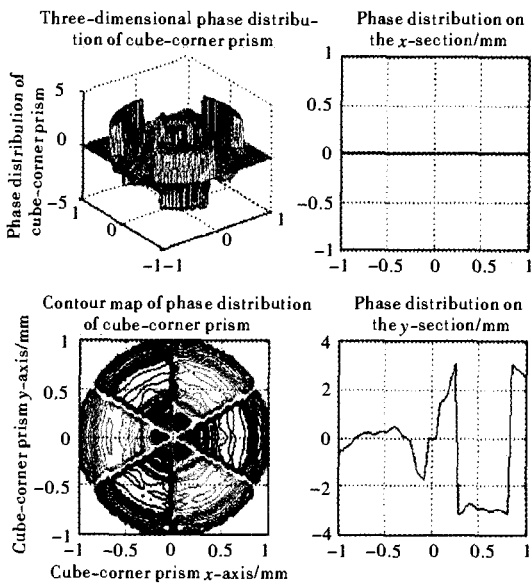 Three-dimensional phase distribu-
tion of cube-corner prism
Phase distribution of
cube-corner prism
5
0
−5
1
0
−1
−1
0
1
Phase distribution on
the x-section/mm
1
0.5
0
−0.5
−1
−1 −0.5 0 0.5 1
Contour map of phase distribution
of cube-corner prism
Cube-corner prism y-axis/mm
1
0.5
0
−0.5
−1
−1 −0.5 0 0.5 1
Cube-corner prism x-axis/mm
Phase distribution on
the y-section/mm
4
2
0
−2
−4
−1 −0.5 0 0.5 1